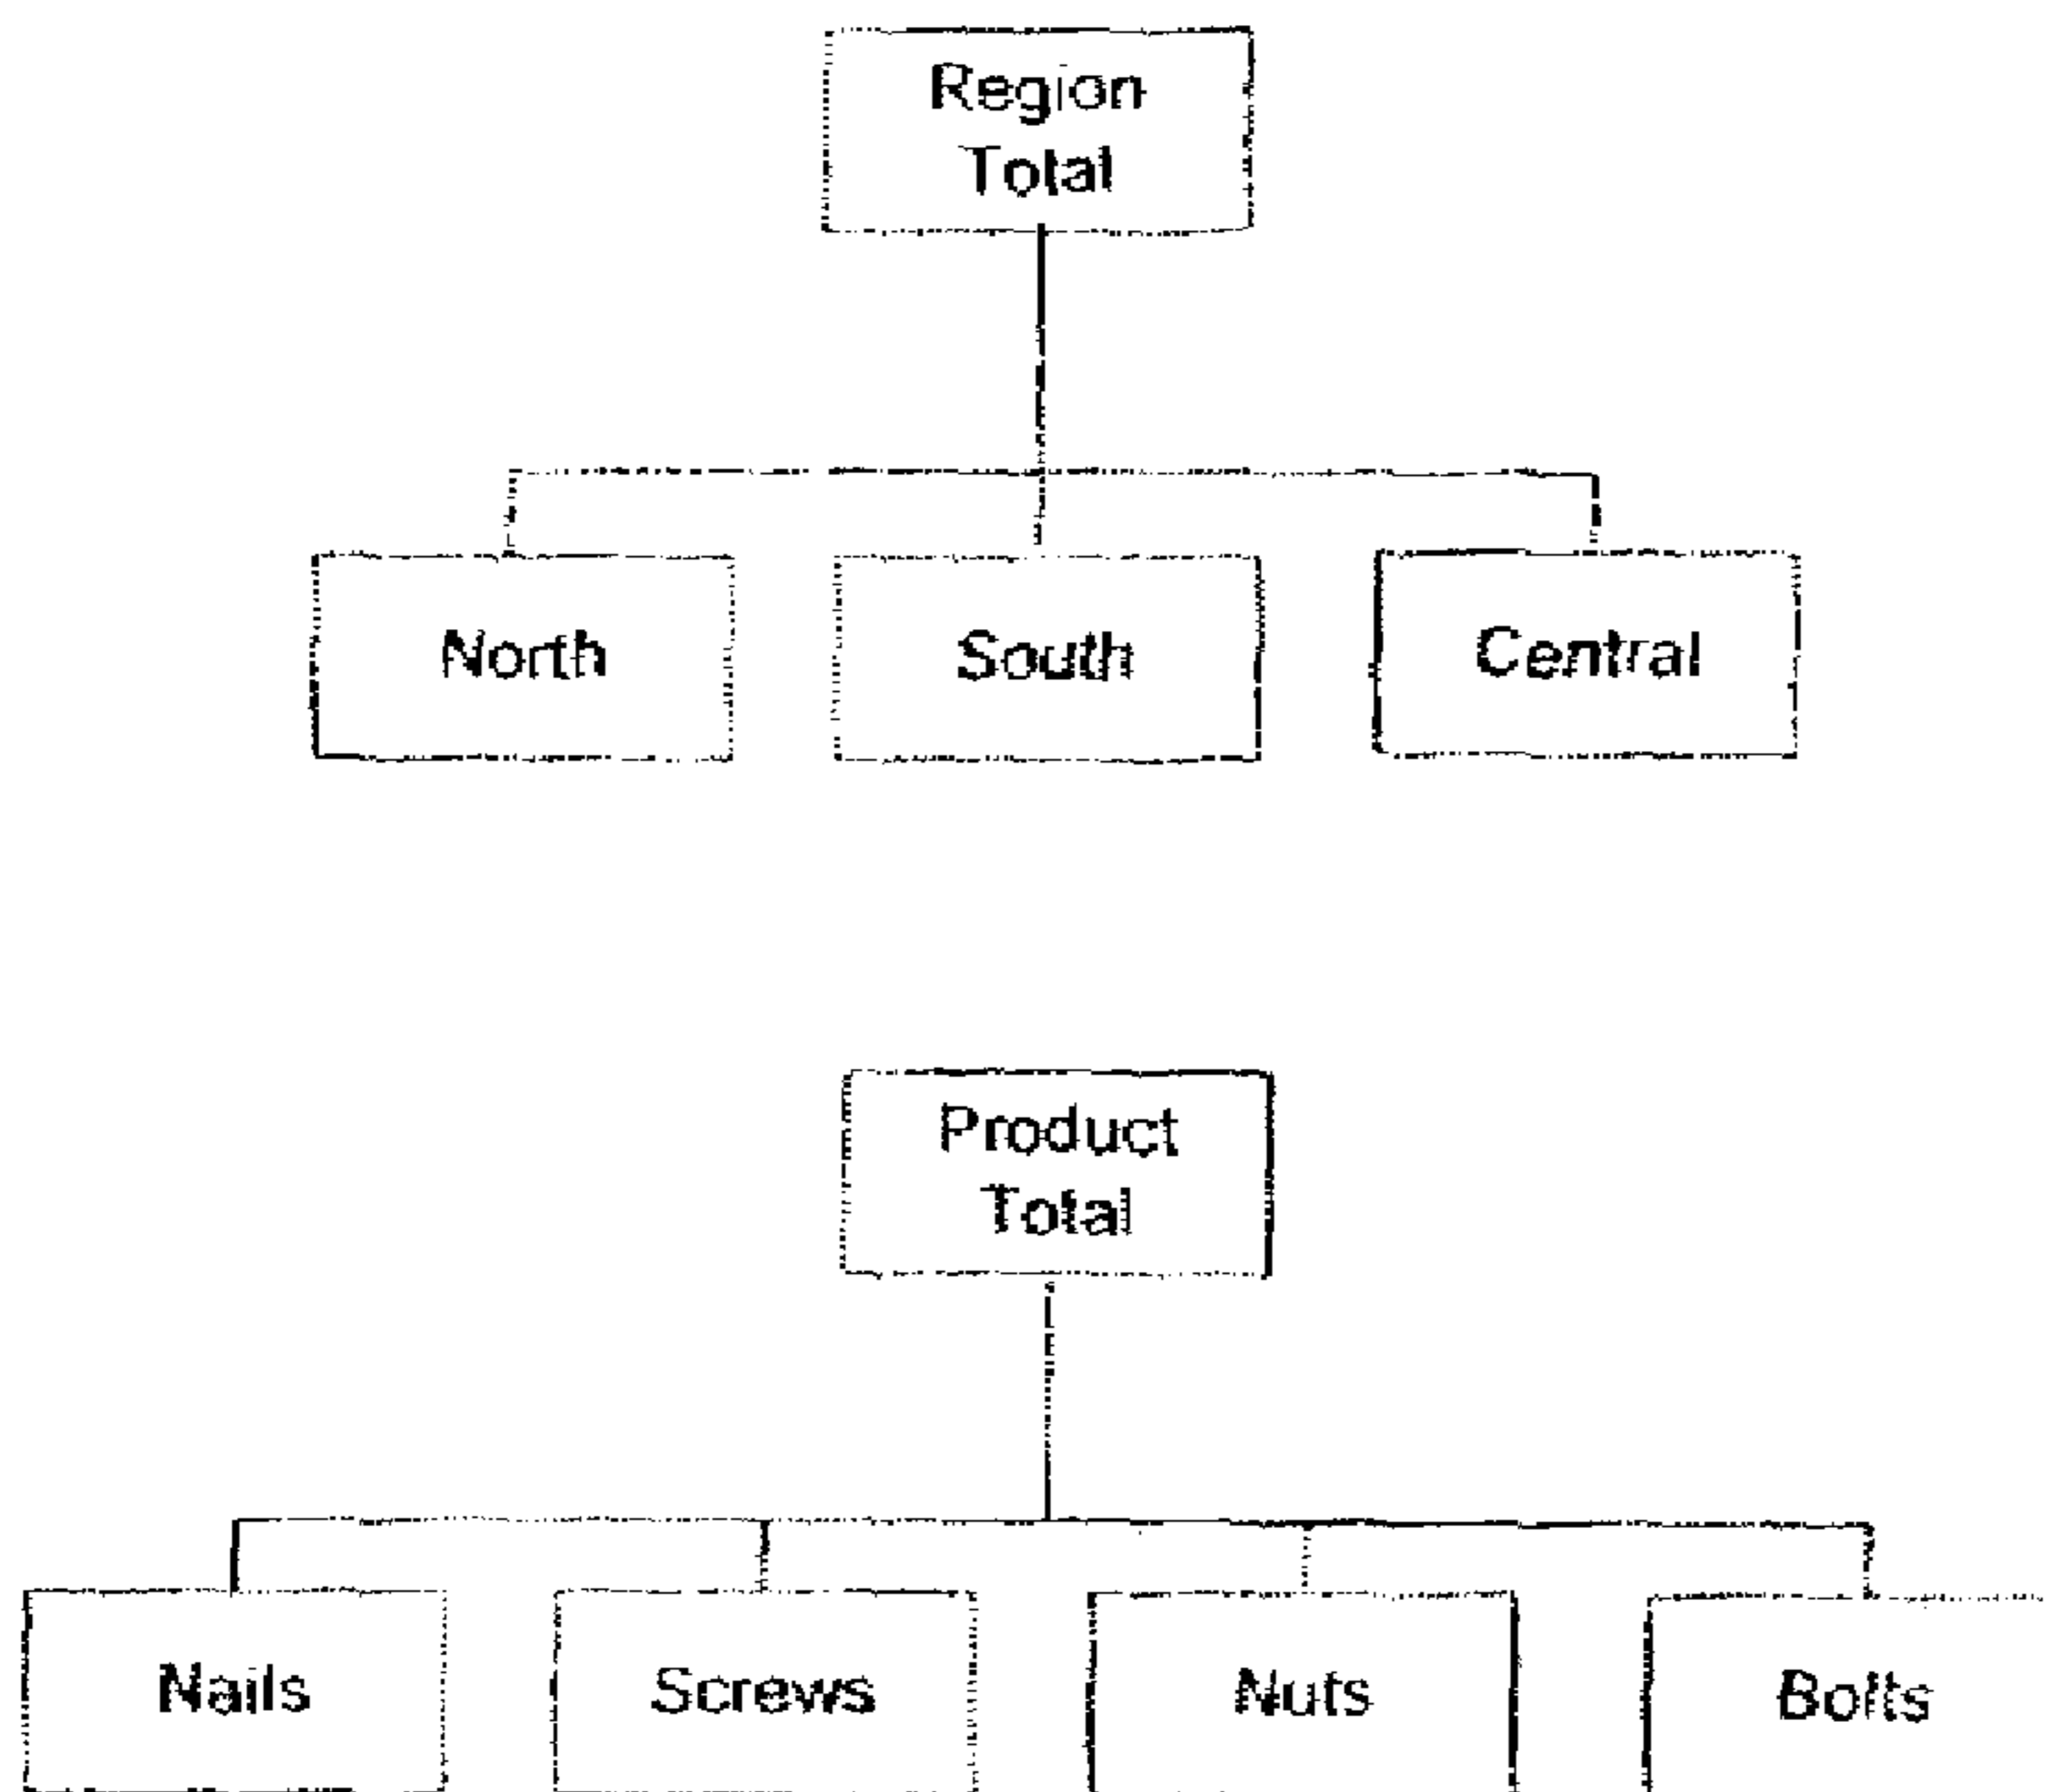 Region
Total
North
South
Central
Product
Total
Nails
Screws
Nuts
Bolts